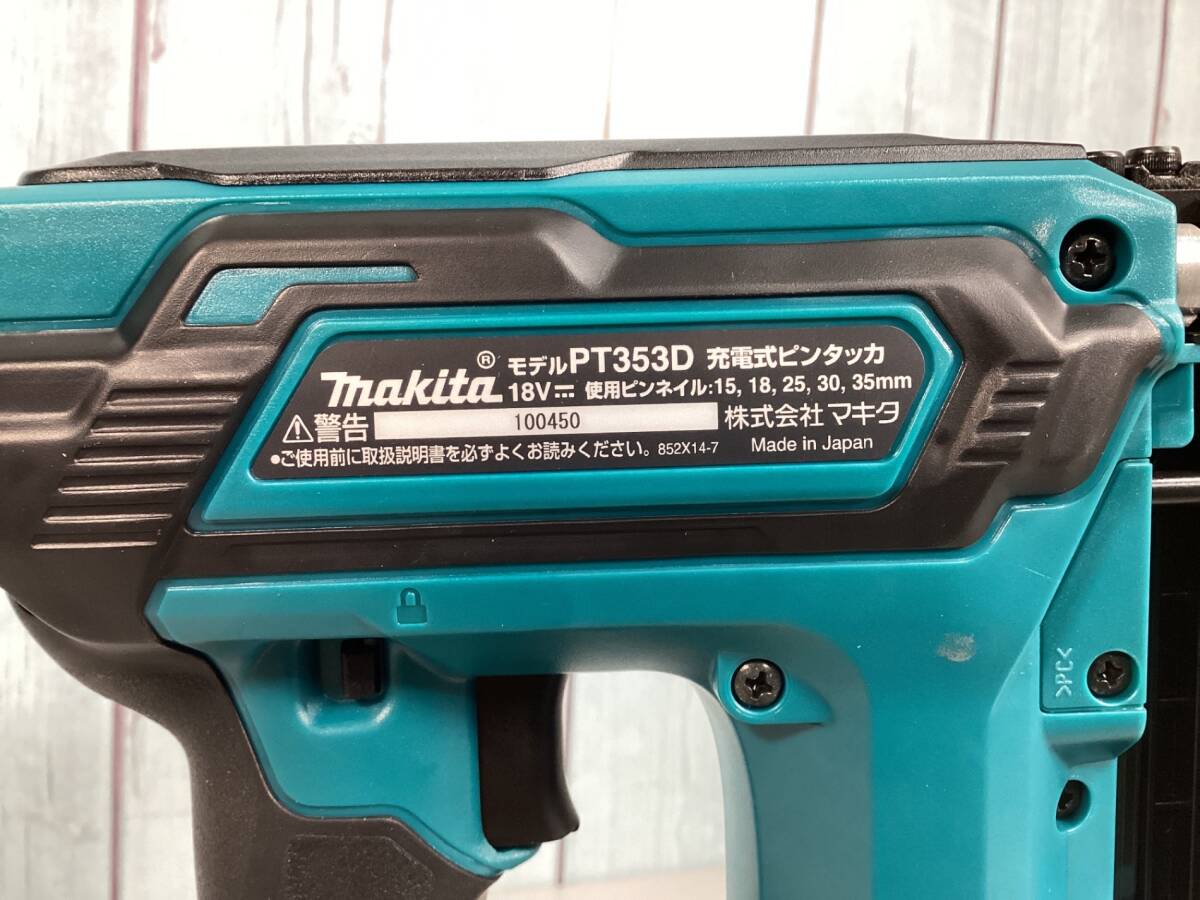 makita® モデルPT353D 充電式ピンタッカ
18V⎓ 使用ピンネイル:15, 18, 25, 30, 35mm
⚠警告 100450 株式会社 マキタ
●ご使用前に取扱説明書を必ずよくお読みください。852X14-7 Made in Japan
>PC<